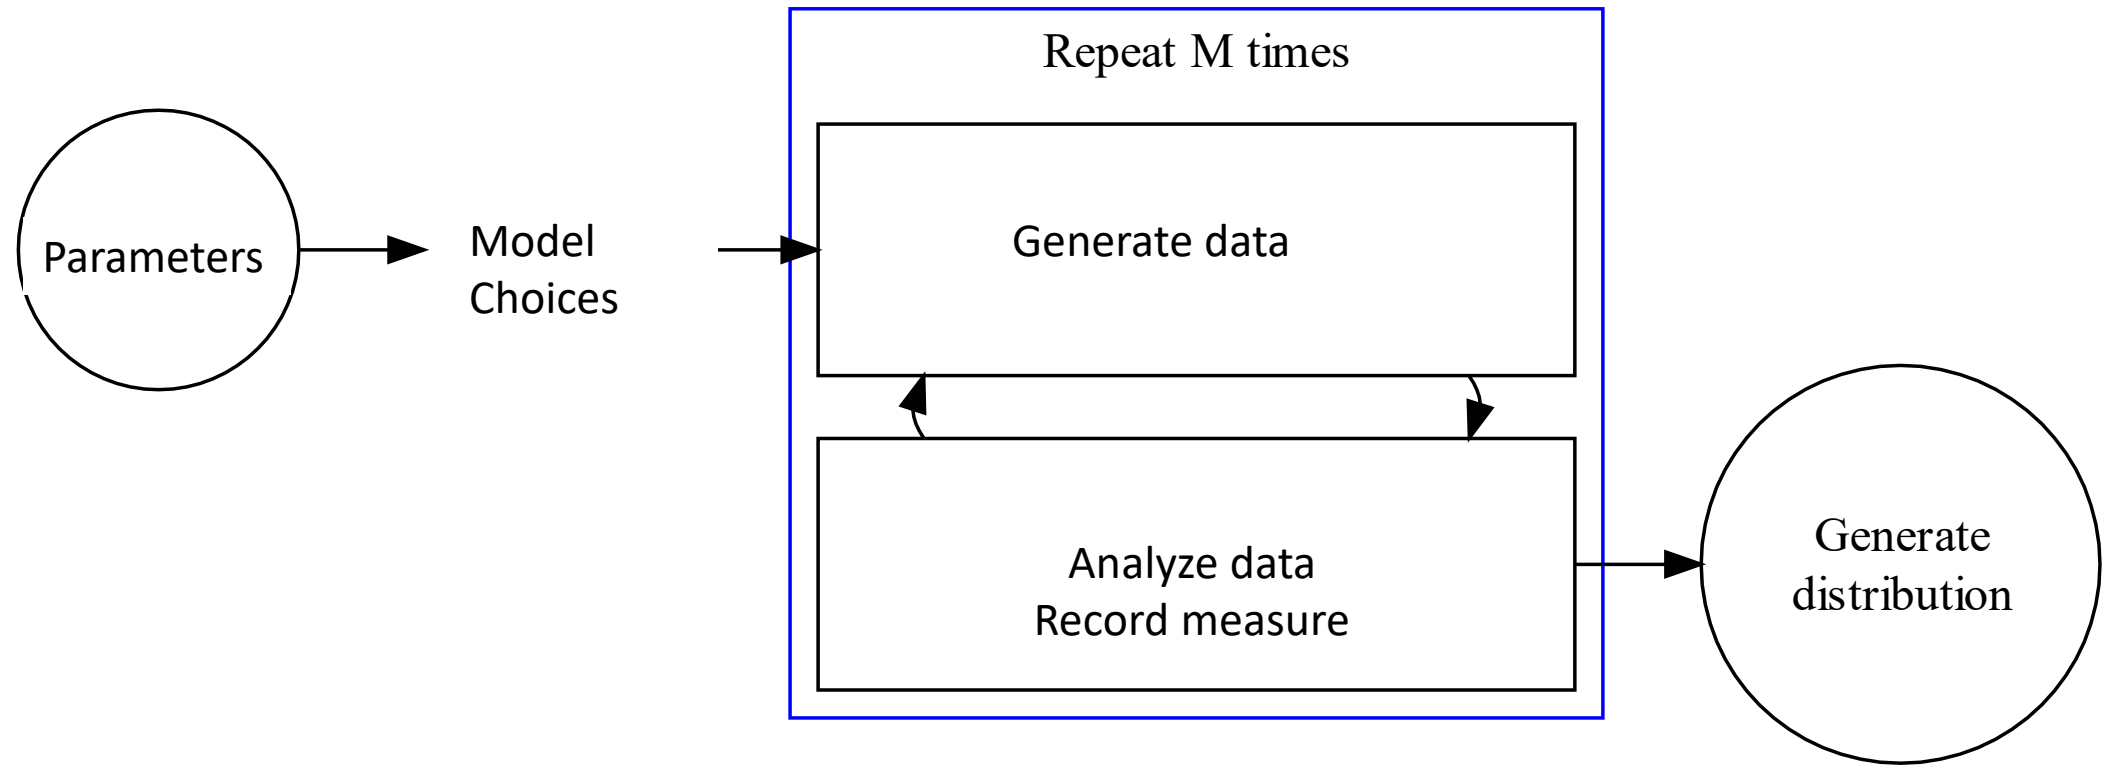 Repeat M times
Parameters
Model
Choices
Generate data
Analyze data
Record measure
Generate
distribution